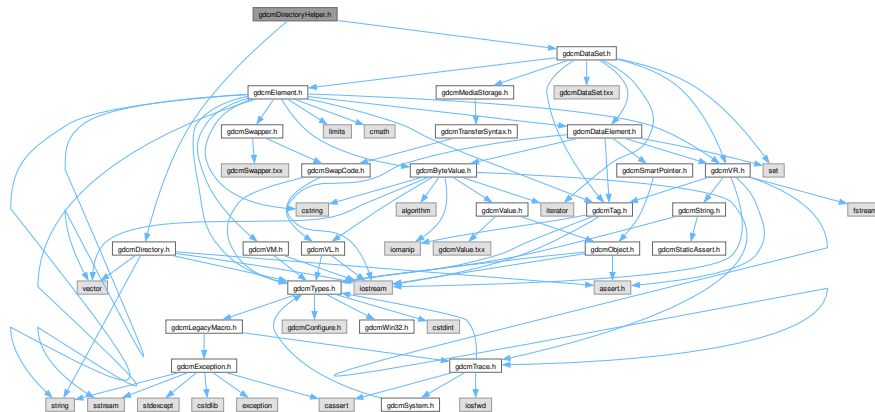 gdcmDirectoryHelper.h
gdcmDataSet.h
gdcmElement.h
gdcmMediaStorage.h
gdcmDataSet.txx
gdcmSwapper.h
limits
cmath
gdcmTransferSyntax.h
gdcmDataElement.h
gdcmSwapper.txx
gdcmSwapCode.h
gdcmByteValue.h
gdcmSmartPointer.h
gdcmVR.h
set
cstring
algorithm
gdcmValue.h
iterator
gdcmTag.h
gdcmString.h
fstream
gdcmDirectory.h
gdcmVM.h
gdcmVL.h
iomanip
gdcmValue.txx
gdcmObject.h
gdcmStaticAssert.h
vector
gdcmTypes.h
iostream
assert.h
gdcmLegacyMacro.h
gdcmConfigure.h
gdcmWin32.h
cstdint
gdcmException.h
gdcmTrace.h
string
sstream
stdexcept
cstdlib
exception
cassert
gdcmSystem.h
iosfwd